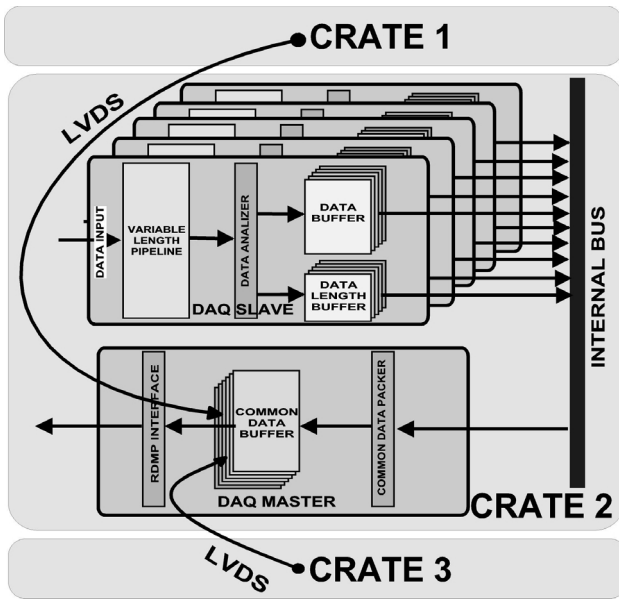 CRATE 1
LVDS
DATA INPUT
VARIABLE
LENGTH
PIPELINE
DATA ANALIZER
DATA
BUFFER
DATA
LENGTH
BUFFER
DAQ SLAVE
INTERNAL BUS
RDMP INTERFACE
COMMON
DATA
BUFFER
COMMON DATA PACKER
DAQ MASTER
CRATE 2
LVDS
CRATE 3